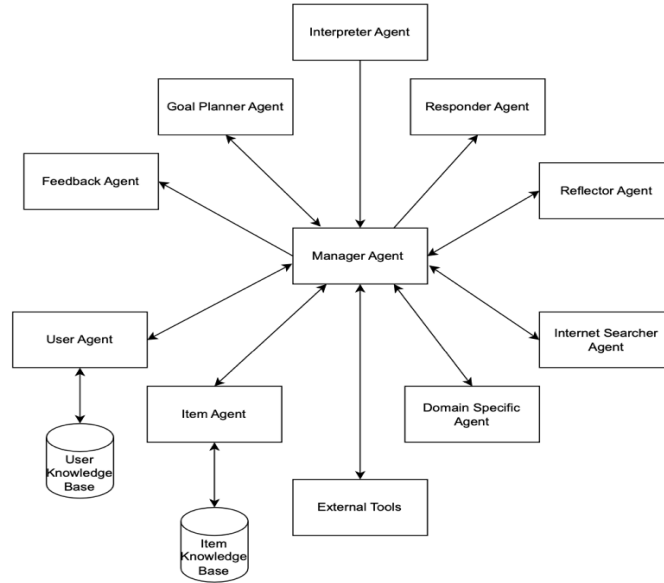 Interpreter Agent
Goal Planner Agent
Responder Agent
Feedback Agent
Reflector Agent
Manager Agent
User Agent
Internet Searcher
Agent
Item Agent
Domain Specific
Agent
User
Knowledge
Base
External Tools
Item
Knowledge
Base